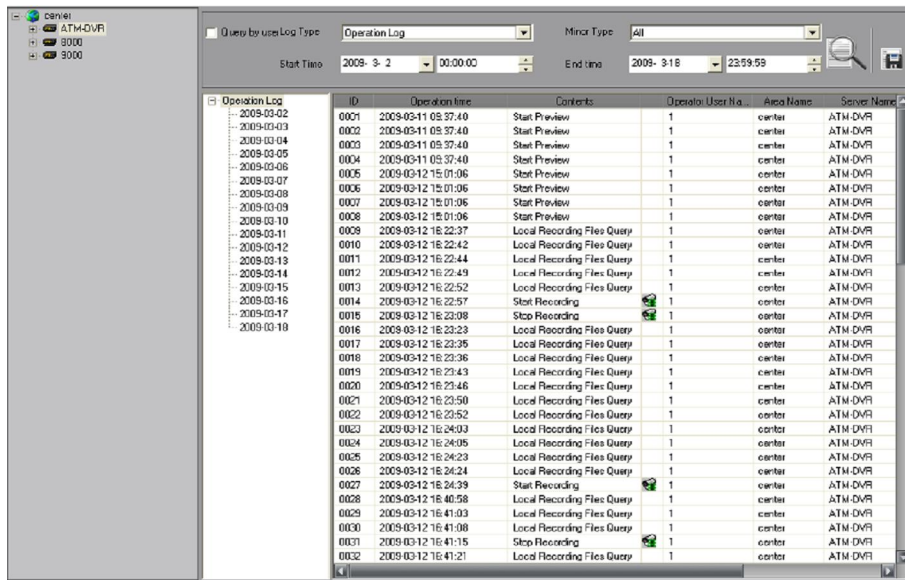 center
ATM-DVR
8000
9000
Query by user Log Type Operation Log Minor Type All
Start Time 2009- 3- 2 00:00:00 End time 2009- 3-18 23:59:59
Operation Log
2009-03-02
2009-03-03
2009-03-04
2009-03-05
2009-03-06
2009-03-07
2009-03-08
2009-03-09
2009-03-10
2009-03-11
2009-03-12
2009-03-13
2009-03-14
2009-03-15
2009-03-16
2009-03-17
2009-03-18
ID Operation time Contents Operator User Na... Area Name Server Name
0001 2009-03-11 09:37:40 Start Preview 1 center ATM-DVR
0002 2009-03-11 09:37:40 Start Preview 1 center ATM-DVR
0003 2009-03-11 09:37:40 Start Preview 1 center ATM-DVR
0004 2009-03-11 09:37:40 Start Preview 1 center ATM-DVR
0005 2009-03-12 15:01:06 Start Preview 1 center ATM-DVR
0006 2009-03-12 15:01:06 Start Preview 1 center ATM-DVR
0007 2009-03-12 15:01:06 Start Preview 1 center ATM-DVR
0008 2009-03-12 15:01:06 Start Preview 1 center ATM-DVR
0009 2009-03-12 16:22:37 Local Recording Files Query 1 center ATM-DVR
0010 2009-03-12 16:22:42 Local Recording Files Query 1 center ATM-DVR
0011 2009-03-12 16:22:44 Local Recording Files Query 1 center ATM-DVR
0012 2009-03-12 16:22:49 Local Recording Files Query 1 center ATM-DVR
0013 2009-03-12 16:22:52 Local Recording Files Query 1 center ATM-DVR
0014 2009-03-12 16:22:57 Start Recording 1 center ATM-DVR
0015 2009-03-12 16:23:08 Stop Recording 1 center ATM-DVR
0016 2009-03-12 16:23:23 Local Recording Files Query 1 center ATM-DVR
0017 2009-03-12 16:23:35 Local Recording Files Query 1 center ATM-DVR
0018 2009-03-12 16:23:36 Local Recording Files Query 1 center ATM-DVR
0019 2009-03-12 16:23:43 Local Recording Files Query 1 center ATM-DVR
0020 2009-03-12 16:23:46 Local Recording Files Query 1 center ATM-DVR
0021 2009-03-12 16:23:50 Local Recording Files Query 1 center ATM-DVR
0022 2009-03-12 16:23:52 Local Recording Files Query 1 center ATM-DVR
0023 2009-03-12 16:24:03 Local Recording Files Query 1 center ATM-DVR
0024 2009-03-12 16:24:05 Local Recording Files Query 1 center ATM-DVR
0025 2009-03-12 16:24:23 Local Recording Files Query 1 center ATM-DVR
0026 2009-03-12 16:24:24 Local Recording Files Query 1 center ATM-DVR
0027 2009-03-12 16:24:39 Start Recording 1 center ATM-DVR
0028 2009-03-12 16:40:58 Local Recording Files Query 1 center ATM-DVR
0029 2009-03-12 16:41:03 Local Recording Files Query 1 center ATM-DVR
0030 2009-03-12 16:41:08 Local Recording Files Query 1 center ATM-DVR
0031 2009-03-12 16:41:15 Stop Recording 1 center ATM-DVR
0032 2009-03-12 16:41:21 Local Recording Files Query 1 center ATM-DVR